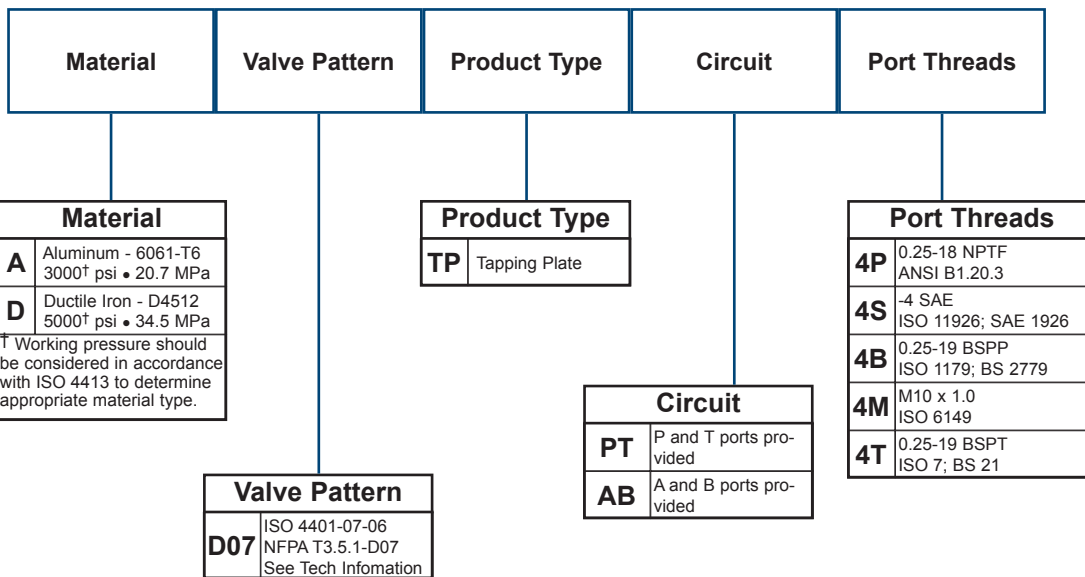 Material
Valve Pattern
Product Type
Circuit
Port Threads
Material
A
Aluminum - 6061-T6
3000† psi • 20.7 MPa
D
Ductile Iron - D4512
5000† psi • 34.5 MPa
† Working pressure should
be considered in accordance
with ISO 4413 to determine
appropriate material type.
Valve Pattern
D07
ISO 4401-07-06
NFPA T3.5.1-D07
See Tech Infomation
Product Type
TP
Tapping Plate
Circuit
PT
P and T ports pro-
vided
AB
A and B ports pro-
vided
Port Threads
4P
0.25-18 NPTF
ANSI B1.20.3
4S
-4 SAE
ISO 11926; SAE 1926
4B
0.25-19 BSPP
ISO 1179; BS 2779
4M
M10 x 1.0
ISO 6149
4T
0.25-19 BSPT
ISO 7; BS 21